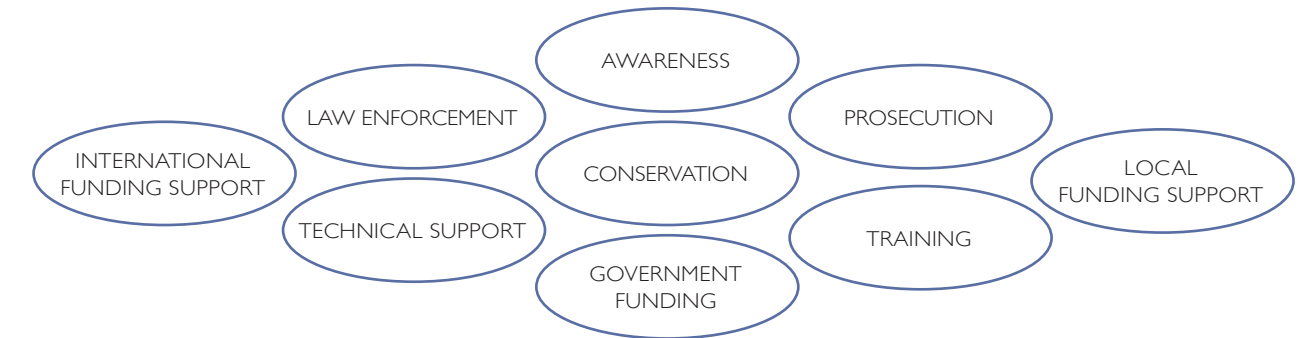 AWARENESS
LAW ENFORCEMENT
PROSECUTION
INTERNATIONAL
FUNDING SUPPORT
CONSERVATION
LOCAL
FUNDING SUPPORT
TECHNICAL SUPPORT
TRAINING
GOVERNMENT
FUNDING